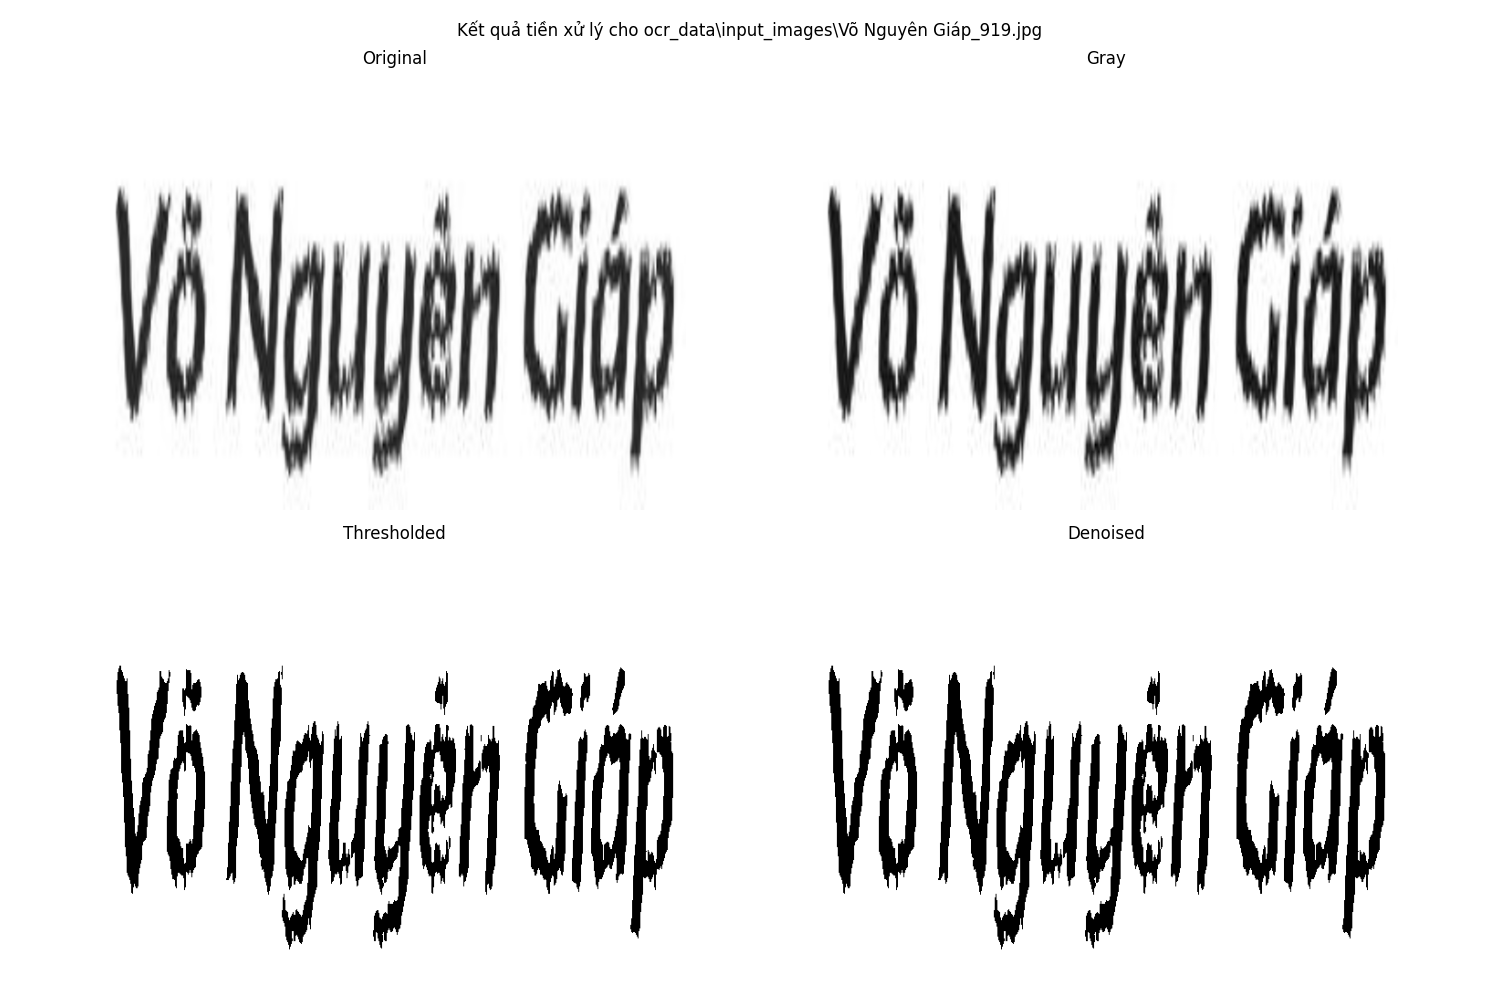 Kết quả tiền xử lý cho ocr_data\input_images\Võ Nguyên Giáp_919.jpg
Original
Gray
Võ Nguyên Giáp
Võ Nguyên Giáp
Thresholded
Denoised
Võ Nguyên Giáp
Võ Nguyên Giáp